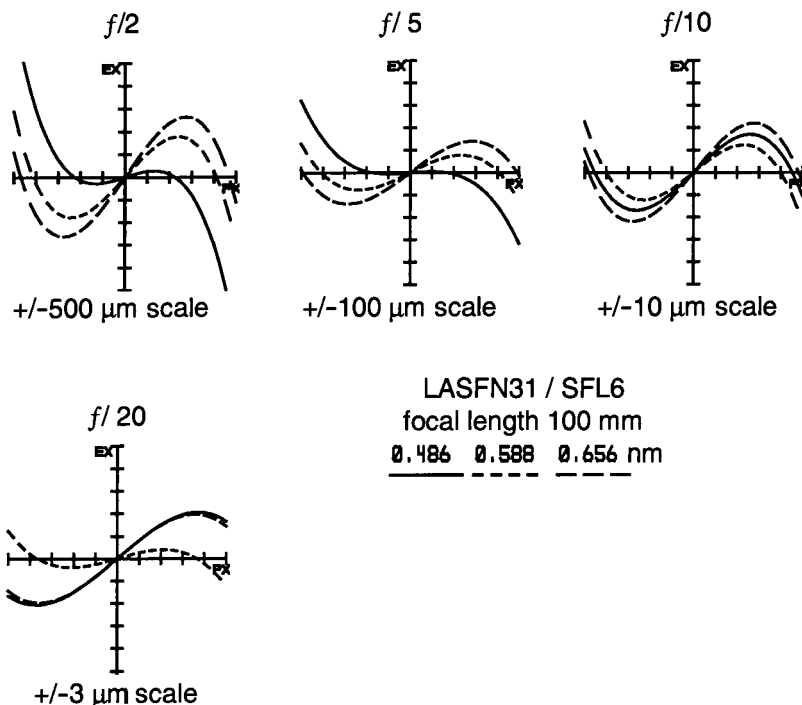 f/2
EX
PX
+/-500 µm scale
f/ 5
EX
PX
+/-100 µm scale
f/10
EX
PX
+/-10 µm scale
f/ 20
EX
PX
+/-3 µm scale
LASFN31 / SFL6
focal length 100 mm
0.486 0.588 0.656 nm